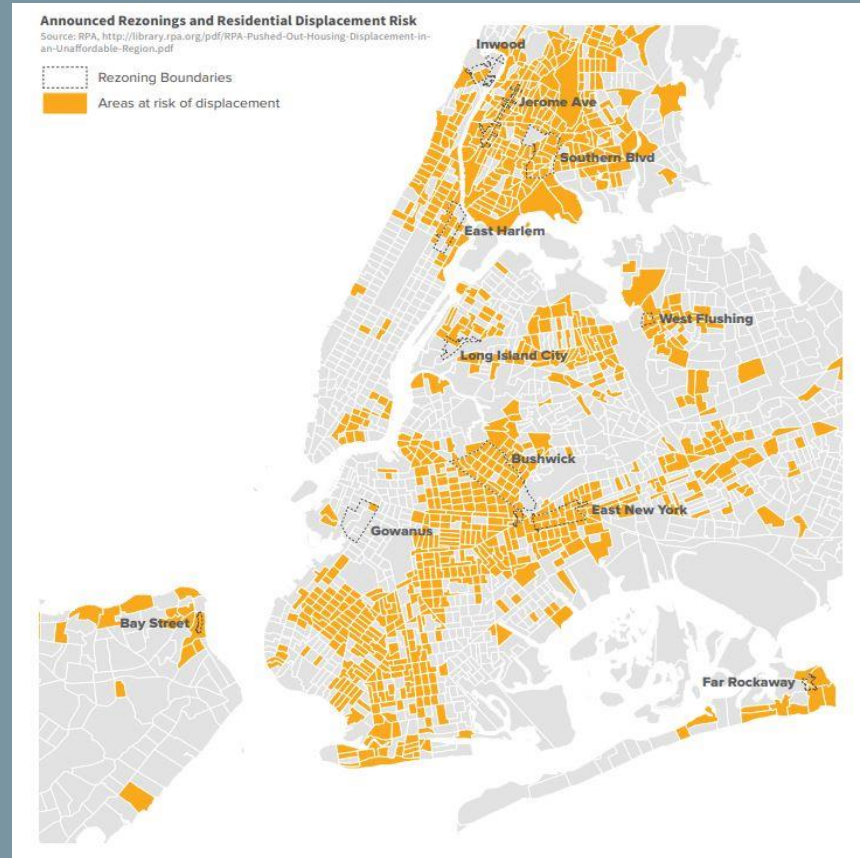 Announced Rezonings and Residential Displacement Risk
Source: RPA, http://library.rpa.org/pdf/RPA-Pushed-Out-Housing-Displacement-in-
an-Unaffordable-Region.pdf
Rezoning Boundaries
Areas at risk of displacement
Inwood
Jerome Ave
Southern Blvd
East Harlem
West Flushing
Long Island City
Bushwick
East New York
Gowanus
Bay Street
Far Rockaway